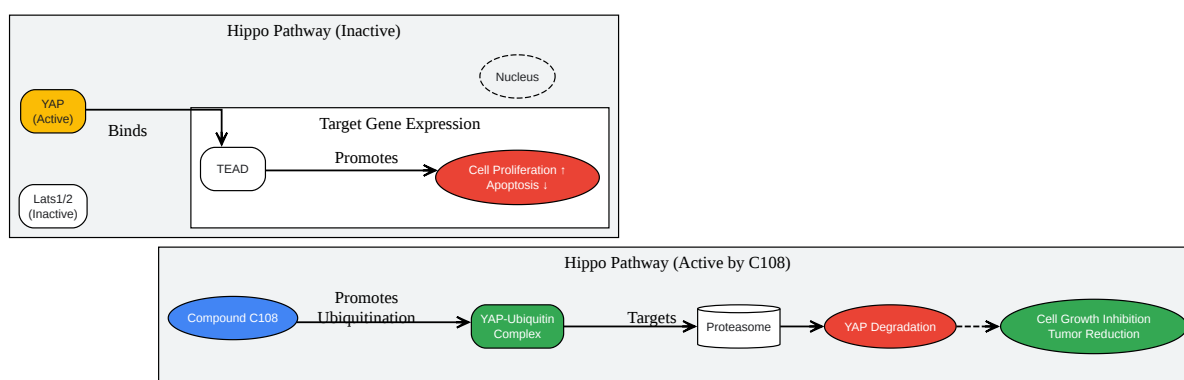 Hippo Pathway (Inactive)
Nucleus
YAP
(Active)
Binds
Target Gene Expression
TEAD
Promotes
Cell Proliferation ↑
Apoptosis ↓
Lats1/2
(Inactive)
Hippo Pathway (Active by C108)
Compound C108
Promotes
Ubiquitination
YAP-Ubiquitin
Complex
Targets
Proteasome
YAP Degradation
Cell Growth Inhibition
Tumor Reduction